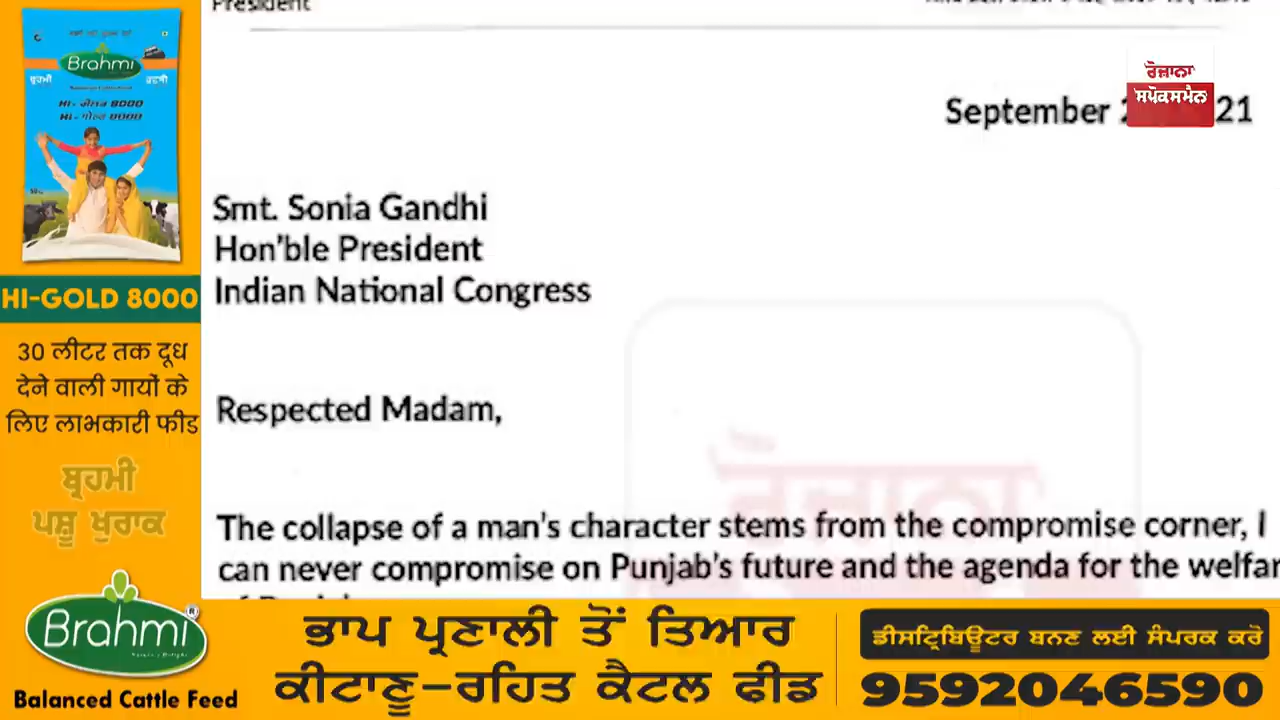 President
September 21
रोज़ाना
ਸਪੋਕਸਮੈਨ
Smt. Sonia Gandhi
Hon'ble President
Indian National Congress
Respected Madam,
The collapse of a man's character stems from the compromise corner, I
can never compromise on Punjab's future and the agenda for the welfar
ਰੋਜ਼ਾਨਾ
Brahmi
ਬ੍ਰਹਮੀ
HI-GOLD 8000
30 लीटर तक दूध
देने वाली गायों के
लिए लाभकारी फीड
ਬ੍ਰਹਮੀ
ਪਸ਼ੂ ਖੁਰਾਕ
Brahmi
Balanced Cattle Feed
ਭਾਪ ਪ੍ਰਣਾਲੀ ਤੋਂ ਤਿਆਰ
ਕੀਟਾਣੂ-ਰਹਿਤ ਕੈਟਲ ਫੀਡ
ਡੀਸਟ੍ਰਿਬਿਊਟਰ ਬਨਣ ਲਈ ਸੰਪਰਕ ਕਰੋ
9592046590